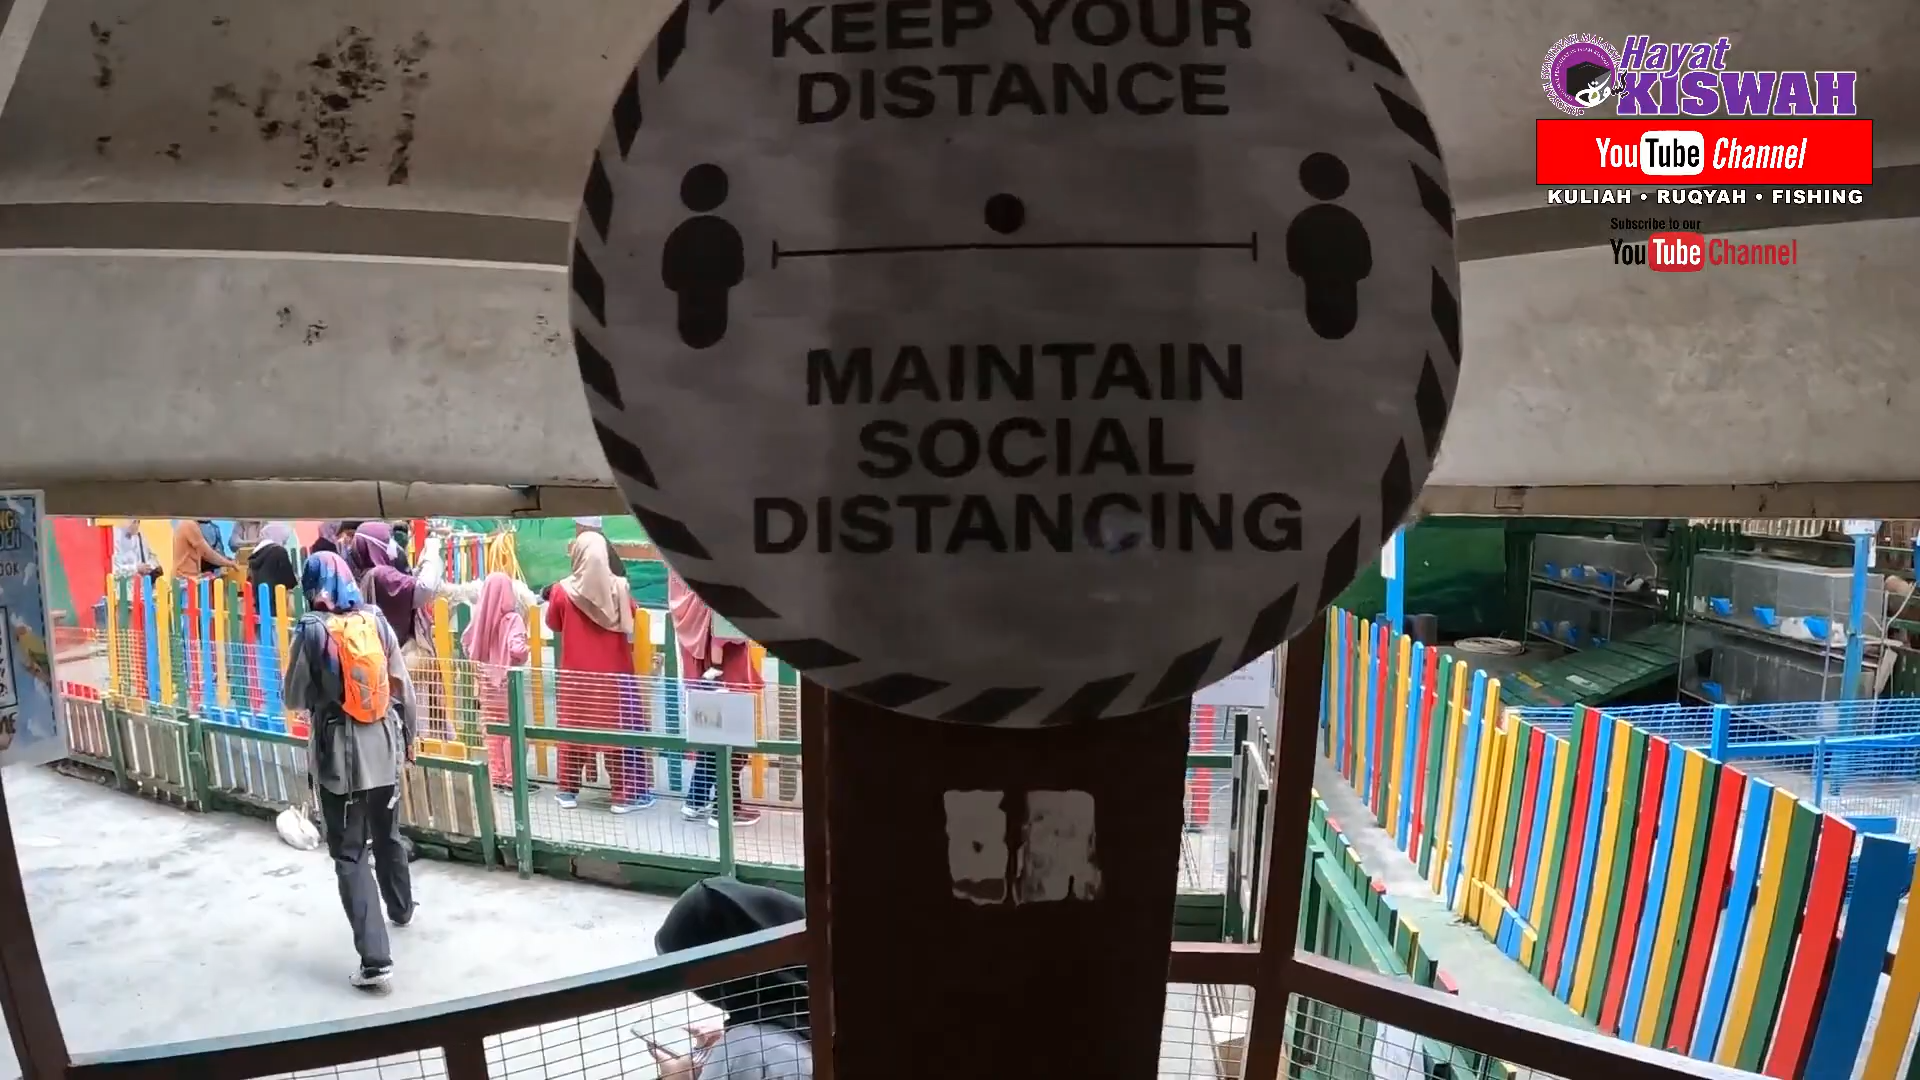 KEEP YOUR
DISTANCE
MAINTAIN
SOCIAL
DISTANCING
Hayat
KISWAH
YouTube Channel
KULIAH • RUQYAH • FISHING
Subscribe to our
YouTube Channel